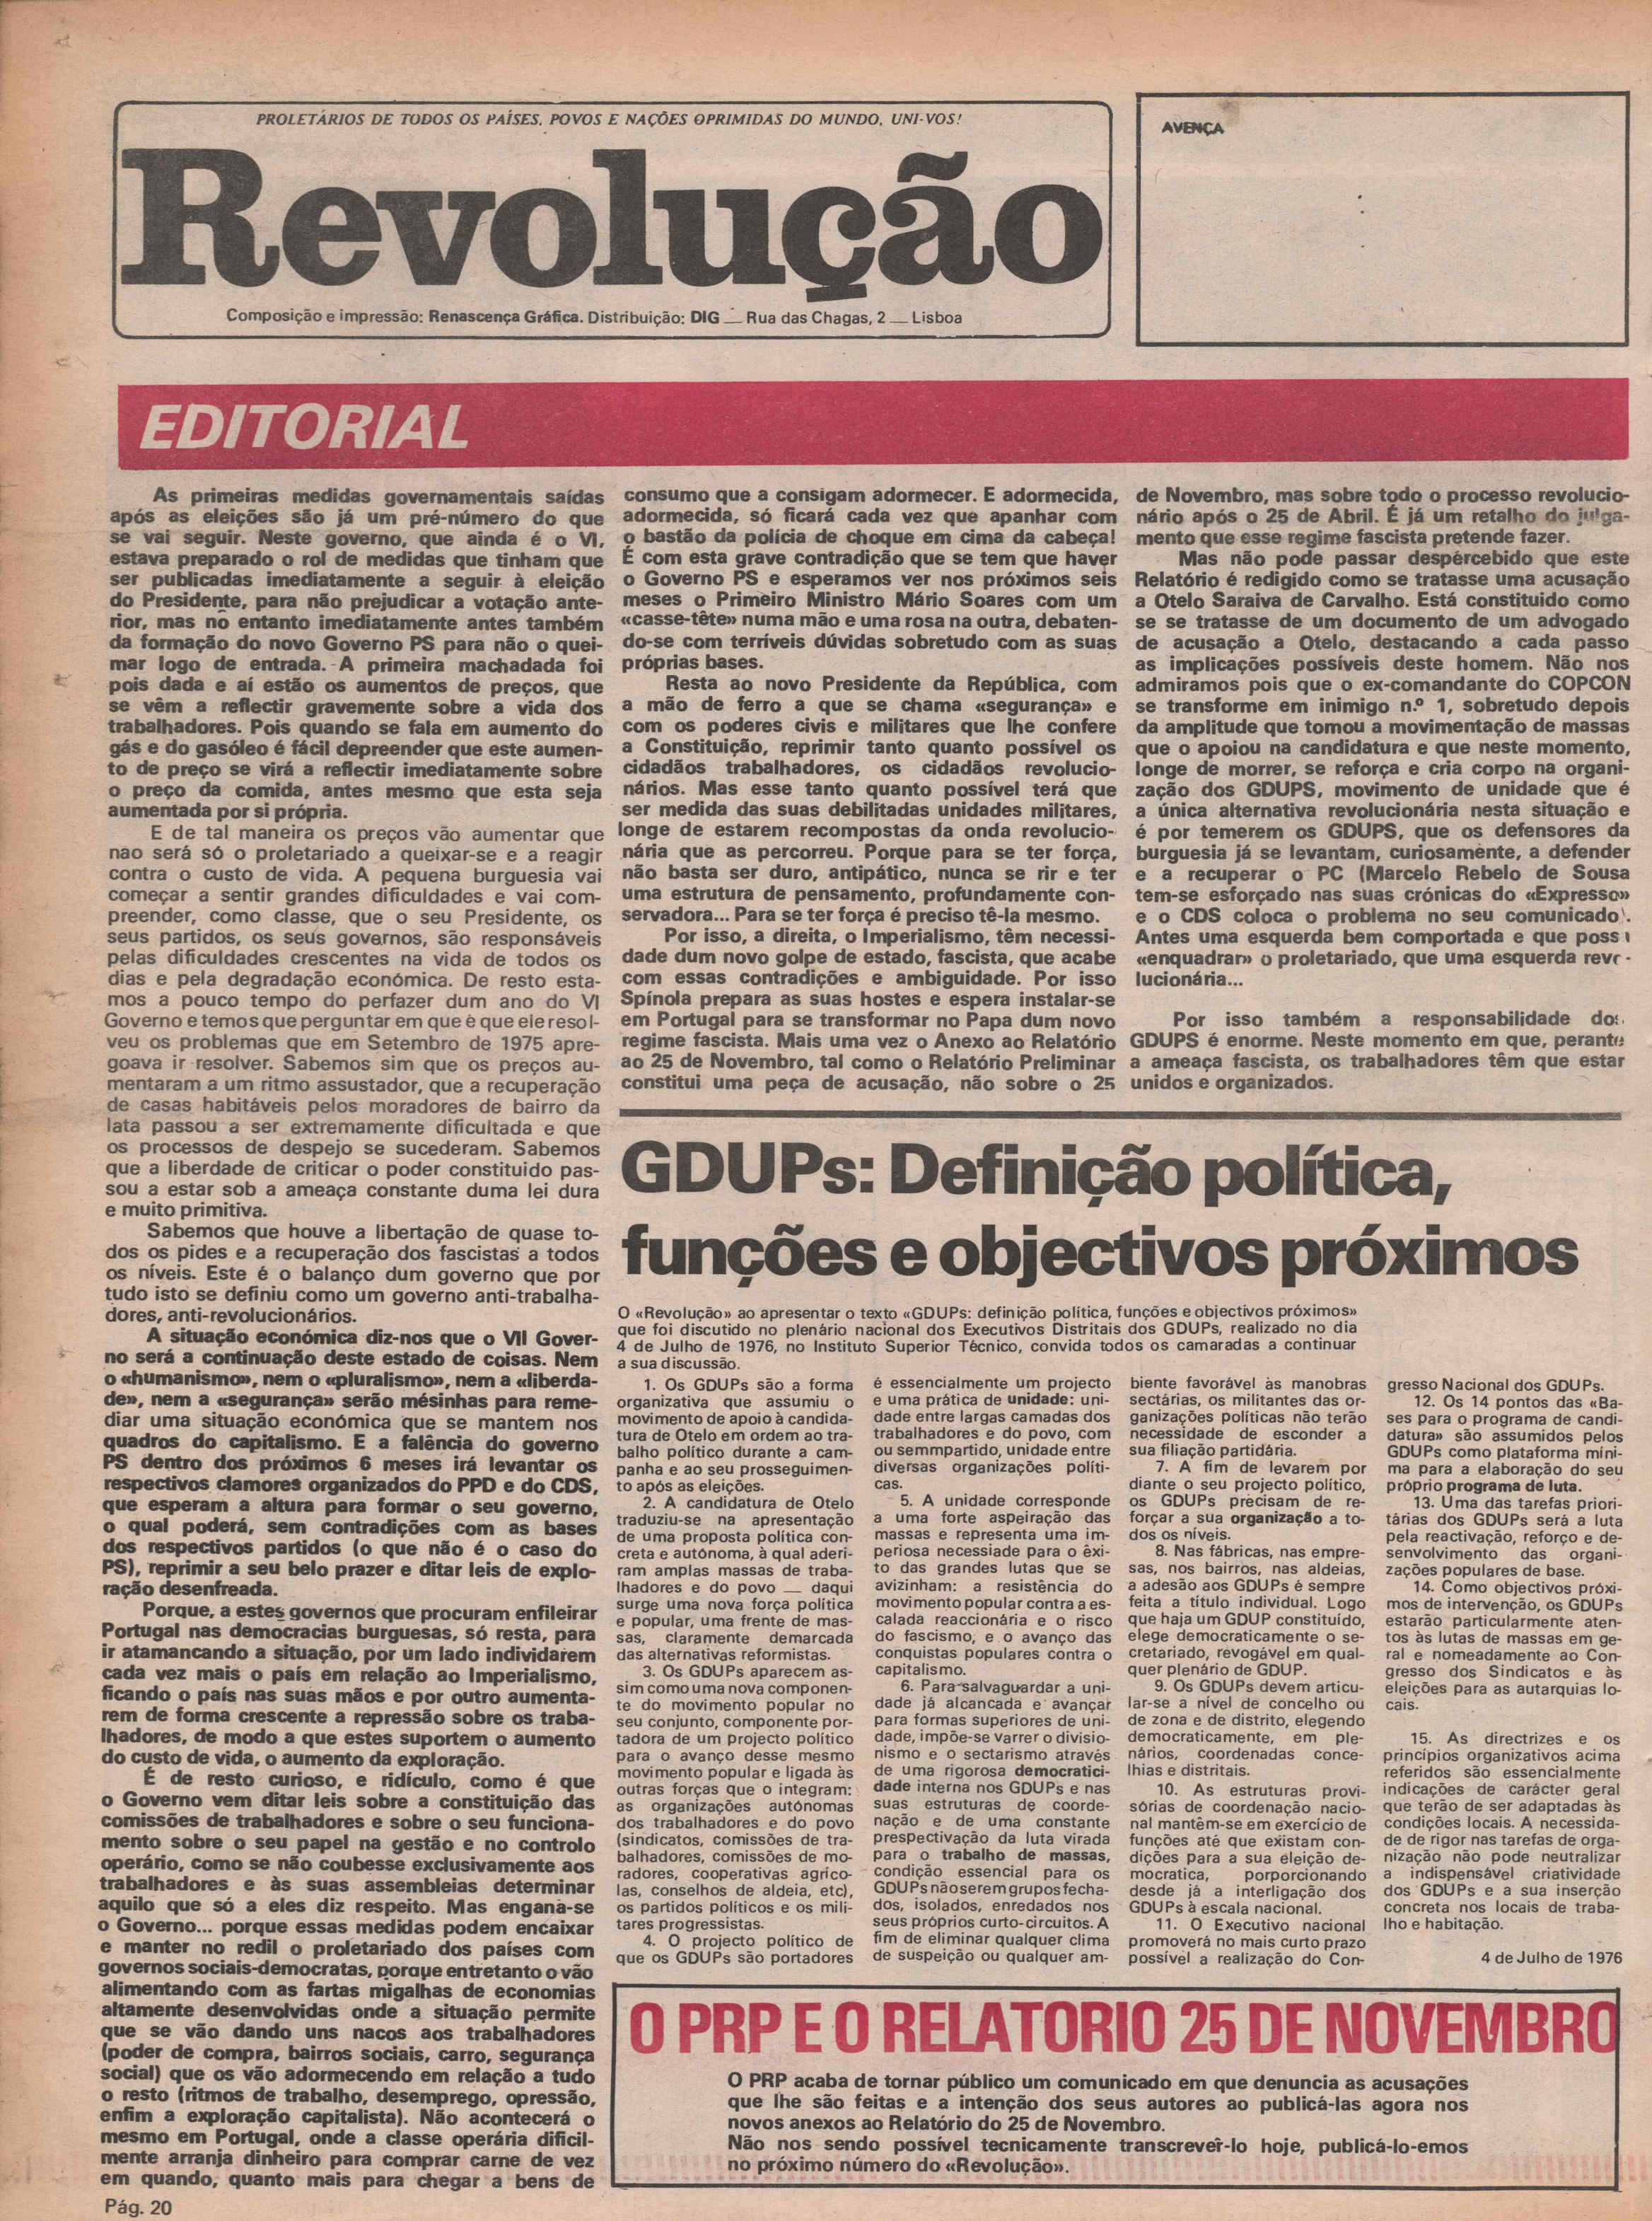 PROLETÁRIOS DE TODOS OS PAÍSES, POVOS E NAÇÕES OPRIMIDAS DO MUNDO, UNI-VOS!
Revolução
Composição e impressão: Renascença Gráfica. Distribuição: DIG — Rua das Chagas, 2 — Lisboa
AVENÇA
EDITORIAL
As primeiras medidas governamentais saídas
após as eleições são já um pré-número do que
se vai seguir. Neste governo, que ainda é o VI,
estava preparado o rol de medidas que tinham que
ser publicadas imediatamente a seguir à eleição
do Presidente, para não prejudicar a votação ante-
rior, mas no entanto imediatamente antes também
da formação do novo Governo PS para não o quei-
mar logo de entrada. A primeira machadada foi
pois dada e aí estão os aumentos de preços, que
se vêm a reflectir gravemente sobre a vida dos
trabalhadores. Pois quando se fala em aumento do
gás e do gasóleo é fácil depreender que este aumen-
to de preço se virá a reflectir imediatamente sobre
o preço da comida, antes mesmo que esta seja
aumentada por si própria.
E de tal maneira os preços vão aumentar que
nao será só o proletariado a queixar-se e a reagir
contra o custo de vida. A pequena burguesia vai
começar a sentir grandes dificuldades e vai com-
preender, como classe, que o seu Presidente, os
seus partidos, os seus governos, são responsáveis
pelas dificuldades crescentes na vida de todos os
dias e pela degradação económica. De resto esta-
mos a pouco tempo do perfazer dum ano do VI
Governo e temos que perguntar em que è que ele resol-
veu os problemas que em Setembro de 1975 apre-
goava ir resolver. Sabemos sim que os preços au-
mentaram a um ritmo assustador, que a recuperação
de casas habitáveis pelos moradores de bairro da
lata passou a ser extremamente dificultada e que
os processos de despejo se sucederam. Sabemos
que a liberdade de criticar o poder constituido pas-
sou a estar sob a ameaça constante duma lei dura
e muito primitiva.
Sabemos que houve a libertação de quase to-
dos os pides e a recuperação dos fascistas a todos
os níveis. Este é o balanço dum governo que por
tudo isto se definiu como um governo anti-trabalha-
dores, anti-revolucionários.
A situação económica diz-nos que o VII Gover-
no será a continuação deste estado de coisas. Nem
o «humanismo», nem o «pluralismo», nem a «liberda-
de», nem a «segurança» serão mésinhas para reme-
diar uma situação económica que se mantem nos
quadros do capitalismo. E a falência do governo
PS dentro dos próximos 6 meses irá levantar os
respectivos clamores organizados do PPD e do CDS,
que esperam a altura para formar o seu governo,
o qual poderá, sem contradições com as bases
dos respectivos partidos (o que não é o caso do
PS), reprimir a seu belo prazer e ditar leis de explo-
ração desenfreada.
Porque, a estes governos que procuram enfileirar
Portugal nas democracias burguesas, só resta, para
ir atamancando a situação, por um lado individarem
cada vez mais o país em relação ao Imperialismo,
ficando o país nas suas mãos e por outro aumenta-
rem de forma crescente a repressão sobre os traba-
lhadores, de modo a que estes suportem o aumento
do custo de vida, o aumento da exploração.
É de resto curioso, e ridículo, como é que
o Governo vem ditar leis sobre a constituição das
comissões de trabalhadores e sobre o seu funciona-
mento sobre o seu papel na gestão e no controlo
operário, como se não coubesse exclusivamente aos
trabalhadores e às suas assembleias determinar
aquilo que só a eles diz respeito. Mas engana-se
o Governo... porque essas medidas podem encaixar
e manter no redil o proletariado dos países com
governos sociais-democratas, porque entretanto o vão
alimentando com as fartas migalhas de economias
altamente desenvolvidas onde a situação permite
que se vão dando uns nacos aos trabalhadores
(poder de compra, bairros sociais, carro, segurança
social) que os vão adormecendo em relação a tudo
o resto (ritmos de trabalho, desemprego, opressão,
enfim a exploração capitalista). Não acontecerá o
mesmo em Portugal, onde a classe operária dificil-
mente arranja dinheiro para comprar carne de vez
em quando, quanto mais para chegar a bens de
consumo que a consigam adormecer. E adormecida,
adormecida, só ficará cada vez que apanhar com
o bastão da polícia de choque em cima da cabeça!
É com esta grave contradição que se tem que haver
o Governo PS e esperamos ver nos próximos seis
meses o Primeiro Ministro Mário Soares com um
«casse-tête» numa mão e uma rosa na outra, debaten-
do-se com terríveis dúvidas sobretudo com as suas
próprias bases.
Resta ao novo Presidente da República, com
a mão de ferro a que se chama «segurança» e
com os poderes civis e militares que lhe confere
a Constituição, reprimir tanto quanto possível os
cidadãos trabalhadores, os cidadãos revolucio-
nários. Mas esse tanto quanto possível terá que
ser medida das suas debilitadas unidades militares,
longe de estarem recompostas da onda revolucio-
nária que as percorreu. Porque para se ter força,
não basta ser duro, antipático, nunca se rir e ter
uma estrutura de pensamento, profundamente con-
servadora... Para se ter força é preciso tê-la mesmo.
Por isso, a direita, o Imperialismo, têm necessi-
dade dum novo golpe de estado, fascista, que acabe
com essas contradições e ambiguidade. Por isso
Spínola prepara as suas hostes e espera instalar-se
em Portugal para se transformar no Papa dum novo
regime fascista. Mais uma vez o Anexo ao Relatório
ao 25 de Novembro, tal como o Relatório Preliminar
constitui uma peça de acusação, não sobre o 25
de Novembro, mas sobre todo o processo revolucio-
nário após o 25 de Abril. É já um retalho do julga-
mento que esse regime fascista pretende fazer.
Mas não pode passar despércebido que este
Relatório é redigido como se tratasse uma acusação
a Otelo Saraiva de Carvalho. Está constituido como
se se tratasse de um documento de um advogado
de acusação a Otelo, destacando a cada passo
as implicações possíveis deste homem. Não nos
admiramos pois que o ex-comandante do COPCON
se transforme em inimigo n.º 1, sobretudo depois
da amplitude que tomou a movimentação de massas
que o apoiou na candidatura e que neste momento,
longe de morrer, se reforça e cria corpo na organi-
zação dos GDUPS, movimento de unidade que é
a única alternativa revolucionária nesta situação e
é por temerem os GDUPS, que os defensores da
burguesia já se levantam, curiosamente, a defender
e a recuperar o PC (Marcelo Rebelo de Sousa
tem-se esforçado nas suas crónicas do «Expresso»
e o CDS coloca o problema no seu comunicado).
Antes uma esquerda bem comportada e que
«enquadrar» o proletariado, que uma esquerda revo-
lucionária...
Por isso também a responsabilidade dos
GDUPS é enorme. Neste momento em que, perante
a ameaça fascista, os trabalhadores têm que estar
unidos e organizados.
GDUPs: Definição política,
funções e objectivos próximos
O «Revolução» ao apresentar o texto «GDUPs: definição política, funções e objectivos próximos»
que foi discutido no plenário nacional dos Executivos Distritais dos GDUPs, realizado no dia
4 de Julho de 1976, no Instituto Superior Técnico, convida todos os camaradas a continuar
a sua discussão.
1. Os GDUPs são a forma
organizativa que assumiu o
movimento de apoio à candida-
tura de Otelo em ordem ao tra-
balho político durante a cam-
panha e ao seu prosseguimen-
to após as eleições.
2. A candidatura de Otelo
traduziu-se na apresentação
de uma proposta política con-
creta e autónoma, à qual aderi-
ram amplas massas de traba-
lhadores e do povo — daqui
surge uma nova força política
e popular, uma frente de mas-
sas, claramente demarcada
das alternativas reformistas.
3. Os GDUPs aparecem as-
sim como uma nova componen-
te do movimento popular no
seu conjunto, componente por-
tadora de um projecto político
para o avanço desse mesmo
movimento popular e ligada às
outras forças que o integram:
as organizações autónomas
dos trabalhadores e do povo
(sindicatos, comissões de tra-
balhadores, comissões de mo-
radores, cooperativas agríco-
las, conselhos de aldeia, etc),
os partidos políticos e os mili-
tares progressistas.
4. O projecto político de
que os GDUPs são portadores
é essencialmente um projecto
e uma prática de unidade: uni-
dade entre largas camadas dos
trabalhadores e do povo, com
ou semmpartido, unidade entre
diversas organizações políti-
cas.
5. A unidade corresponde
a uma forte aspeiração das
massas e representa uma im-
periosa necessiade para o êxi-
to das grandes lutas que se
avizinham: a resistência do
movimento popular contra a es-
calada reaccionária e o risco
do fascismo, e o avanço das
conquistas populares contra o
capitalismo.
6. Para salvaguardar a uni-
dade já alcancada e avançar
para formas superiores de uni-
dade, impõe-se varrer o divisio-
nismo e o sectarismo através
de uma rigorosa democratici-
dade interna nos GDUPs e nas
suas estruturas de coorde-
nação e de uma constante
prespectivação da luta virada
para o trabalho de massas,
condição essencial para os
GDUPs não serem grupos fecha-
dos, isolados, enredados nos
seus próprios curto-circuitos. A
fim de eliminar qualquer clima
de suspeição ou qualquer am-
biente favorável às manobras
sectárias, os militantes das or-
ganizações políticas não terão
necessidade de esconder a
sua filiação partidária.
7. A fim de levarem por
diante o seu projecto político,
os GDUPs precisam de re-
forçar a sua organização a to-
dos os níveis.
8. Nas fábricas, nas empre-
sas, nos bairros, nas aldeias,
a adesão aos GDUPs é sempre
feita a título individual. Logo
que haja um GDUP constituído,
elege democraticamente o se-
cretariado, revogável em qual-
quer plenário de GDUP.
9. Os GDUPs devem articu-
lar-se a nível de concelho ou
de zona e de distrito, elegendo
democraticamente, em ple-
nários, coordenadas conce-
lhias e distritais.
10. As estruturas provi-
sórias de coordenação nacio-
nal mantêm-se em exercício de
funções até que existam con-
dições para a sua eleição de-
mocratica, porporcionando
desde já a interligação dos
GDUPs à escala nacional.
11. O Executivo nacional
promoverá no mais curto prazo
possível a realização do Con-
gresso Nacional dos GDUPs.
12. Os 14 pontos das «Ba-
ses para o programa de candi-
datura» são assumidos pelos
GDUPs como plataforma míni-
ma para a elaboração do seu
próprio programa de luta.
13. Uma das tarefas priori-
tárias dos GDUPs será a luta
pela reactivação, reforço e de-
senvolvimento das organi-
zações populares de base.
14. Como objectivos próxi-
mos de intervenção, os GDUPs
estarão particularmente aten-
tos às lutas de massas em ge-
ral e nomeadamente ao Con-
gresso dos Sindicatos e às
eleições para as autarquias lo-
cais.
15. As directrizes e os
princípios organizativos acima
referidos são essencialmente
indicações de carácter geral
que terão de ser adaptadas às
condições locais. A necessida-
de de rigor nas tarefas de orga-
nização não pode neutralizar
a indispensável criatividade
dos GDUPs e a sua inserção
concreta nos locais de traba-
lho e habitação.
4 de Julho de 1976
O PRP E O RELATORIO 25 DE NOVEMBRO
O PRP acaba de tornar público um comunicado em que denuncia as acusações
que lhe são feitas e a intenção dos seus autores ao publicá-las agora nos
novos anexos ao Relatório do 25 de Novembro.
Não nos sendo possível tecnicamente transcrevêr-lo hoje, publicá-lo-emos
no próximo número do «Revolução».
Pág. 20